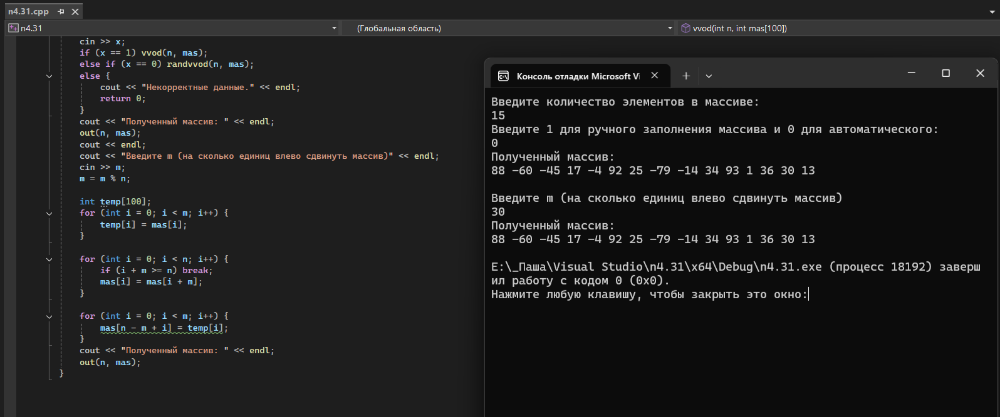 n4.31.cpp
n4.31
(Глобальная область)
vvod(int n, int mas[100])
cin >> x;
if (x == 1) vvod(n, mas);
else if (x == 0) randvvod(n, mas);
else {
cout << "Некорректные данные." << endl;
return 0;
}
cout << "Полученный массив: " << endl;
out(n, mas);
cout << endl;
cout << "Введите m (на сколько единиц влево сдвинуть массив)" << endl;
cin >> m;
m = m % n;
int temp[100];
for (int i = 0; i < m; i++) {
temp[i] = mas[i];
}
for (int i = 0; i < n; i++) {
if (i + m >= n) break;
mas[i] = mas[i + m];
}
for (int i = 0; i < m; i++) {
mas[n - m + i] = temp[i];
}
cout << "Полученный массив: " << endl;
out(n, mas);
}
Консоль отладки Microsoft Vi
Введите количество элементов в массиве:
15
Введите 1 для ручного заполнения массива и 0 для автоматического:
0
Полученный массив:
88 -60 -45 17 -4 92 25 -79 -14 34 93 1 36 30 13
Введите m (на сколько единиц влево сдвинуть массив)
30
Полученный массив:
88 -60 -45 17 -4 92 25 -79 -14 34 93 1 36 30 13
E:\_Паша\Visual Studio\n4.31\x64\Debug\n4.31.exe (процесс 18192) заверш
ил работу с кодом 0 (0x0).
Нажмите любую клавишу, чтобы закрыть это окно: